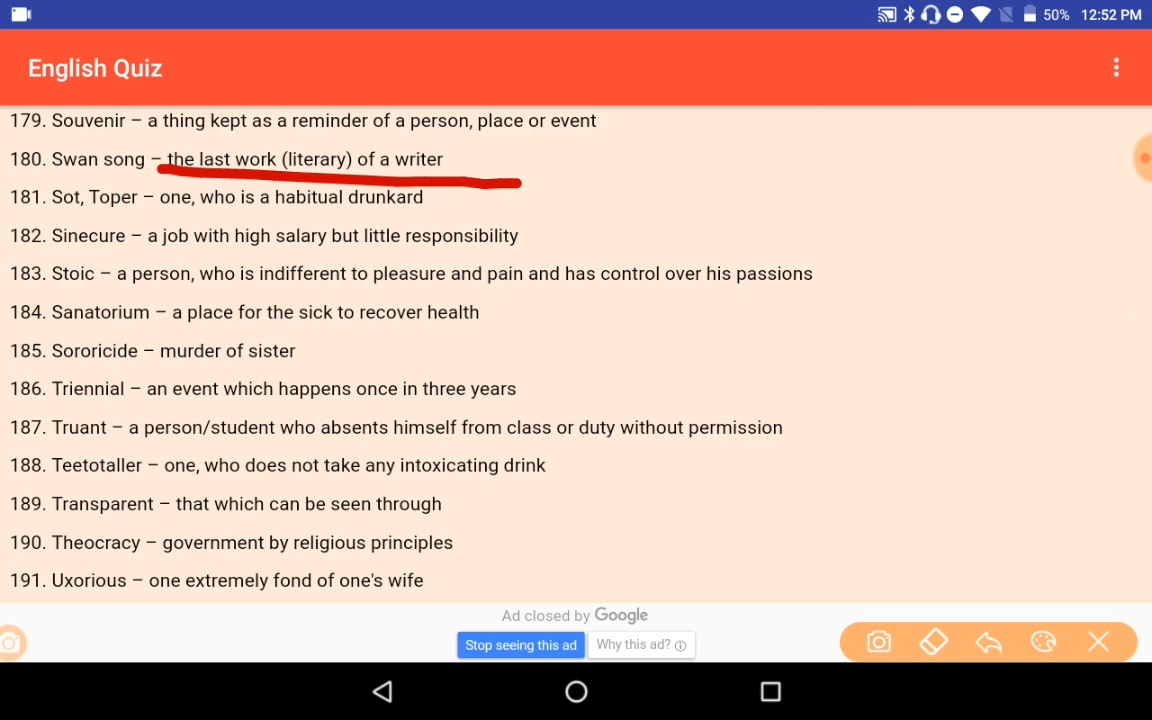 50% 12:52 PM
English Quiz
179. Souvenir – a thing kept as a reminder of a person, place or event
180. Swan song – the last work (literary) of a writer
181. Sot, Toper – one, who is a habitual drunkard
182. Sinecure – a job with high salary but little responsibility
183. Stoic – a person, who is indifferent to pleasure and pain and has control over his passions
184. Sanatorium – a place for the sick to recover health
185. Sororicide – murder of sister
186. Triennial – an event which happens once in three years
187. Truant – a person/student who absents himself from class or duty without permission
188. Teetotaller – one, who does not take any intoxicating drink
189. Transparent – that which can be seen through
190. Theocracy – government by religious principles
191. Uxorious – one extremely fond of one's wife
Ad closed by Google
Stop seeing this ad Why this ad?